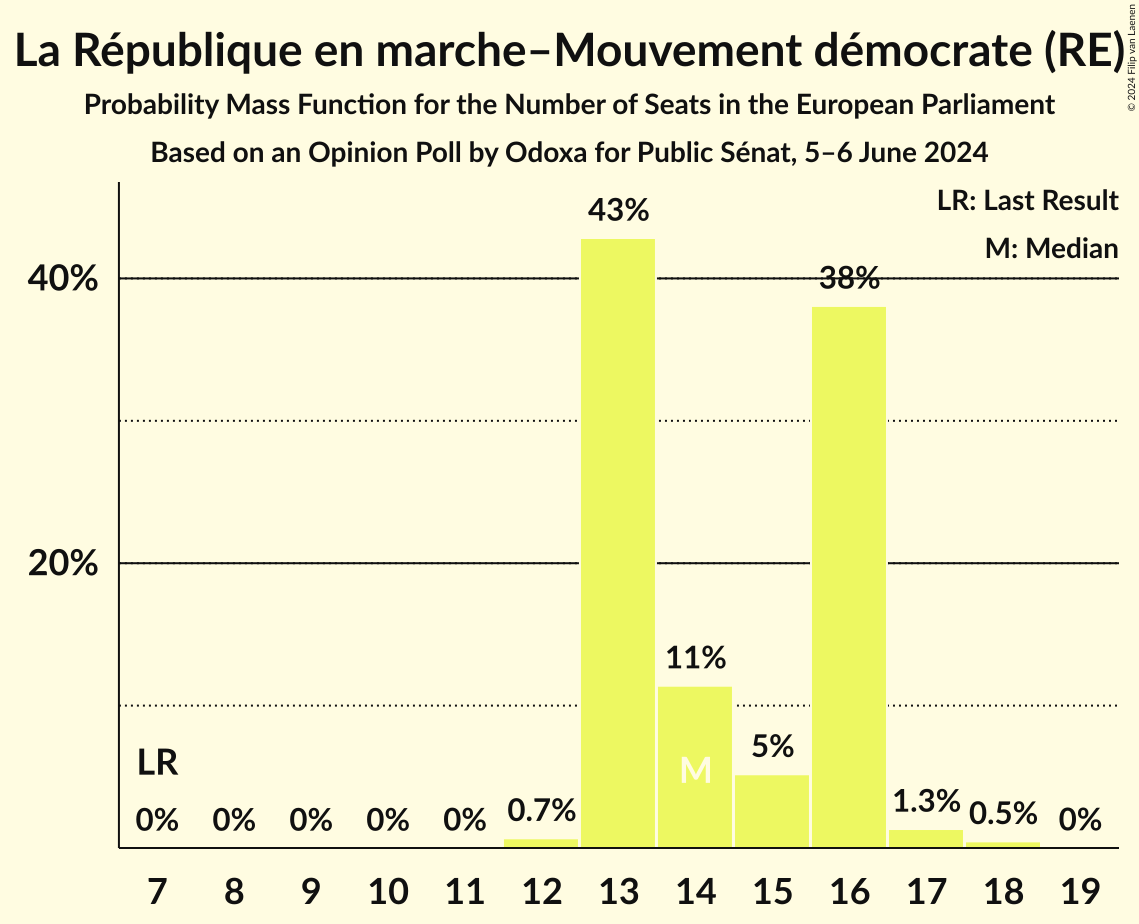 La République en marche–Mouvement démocrate (RE)
© 2024 Filip van Laenen
Probability Mass Function for the Number of Seats in the European Parliament
Based on an Opinion Poll by Odoxa for Public Sénat, 5–6 June 2024
LR: Last Result
M: Median
43%
40%
38%
20%
11%
5%
LR
M
0% 0% 0% 0% 0% 0.7% 1.3% 0.5% 0%
7 8 9 10 11 12 13 14 15 16 17 18 19